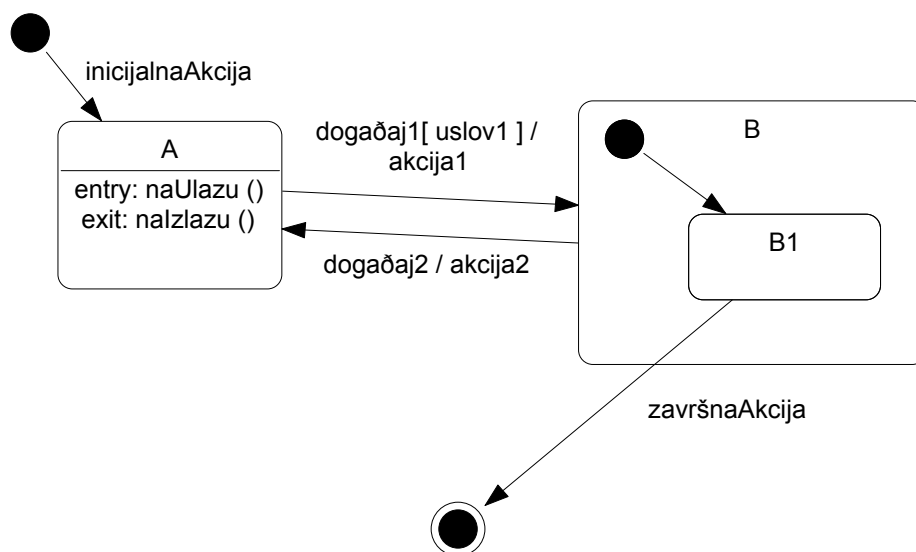 inicijalnaAkcija
A
entry: naUlazu ()
exit: naIzlazu ()
događaj1[ uslov1 ] /
akcija1
događaj2 / akcija2
B
B1
završnaAkcija